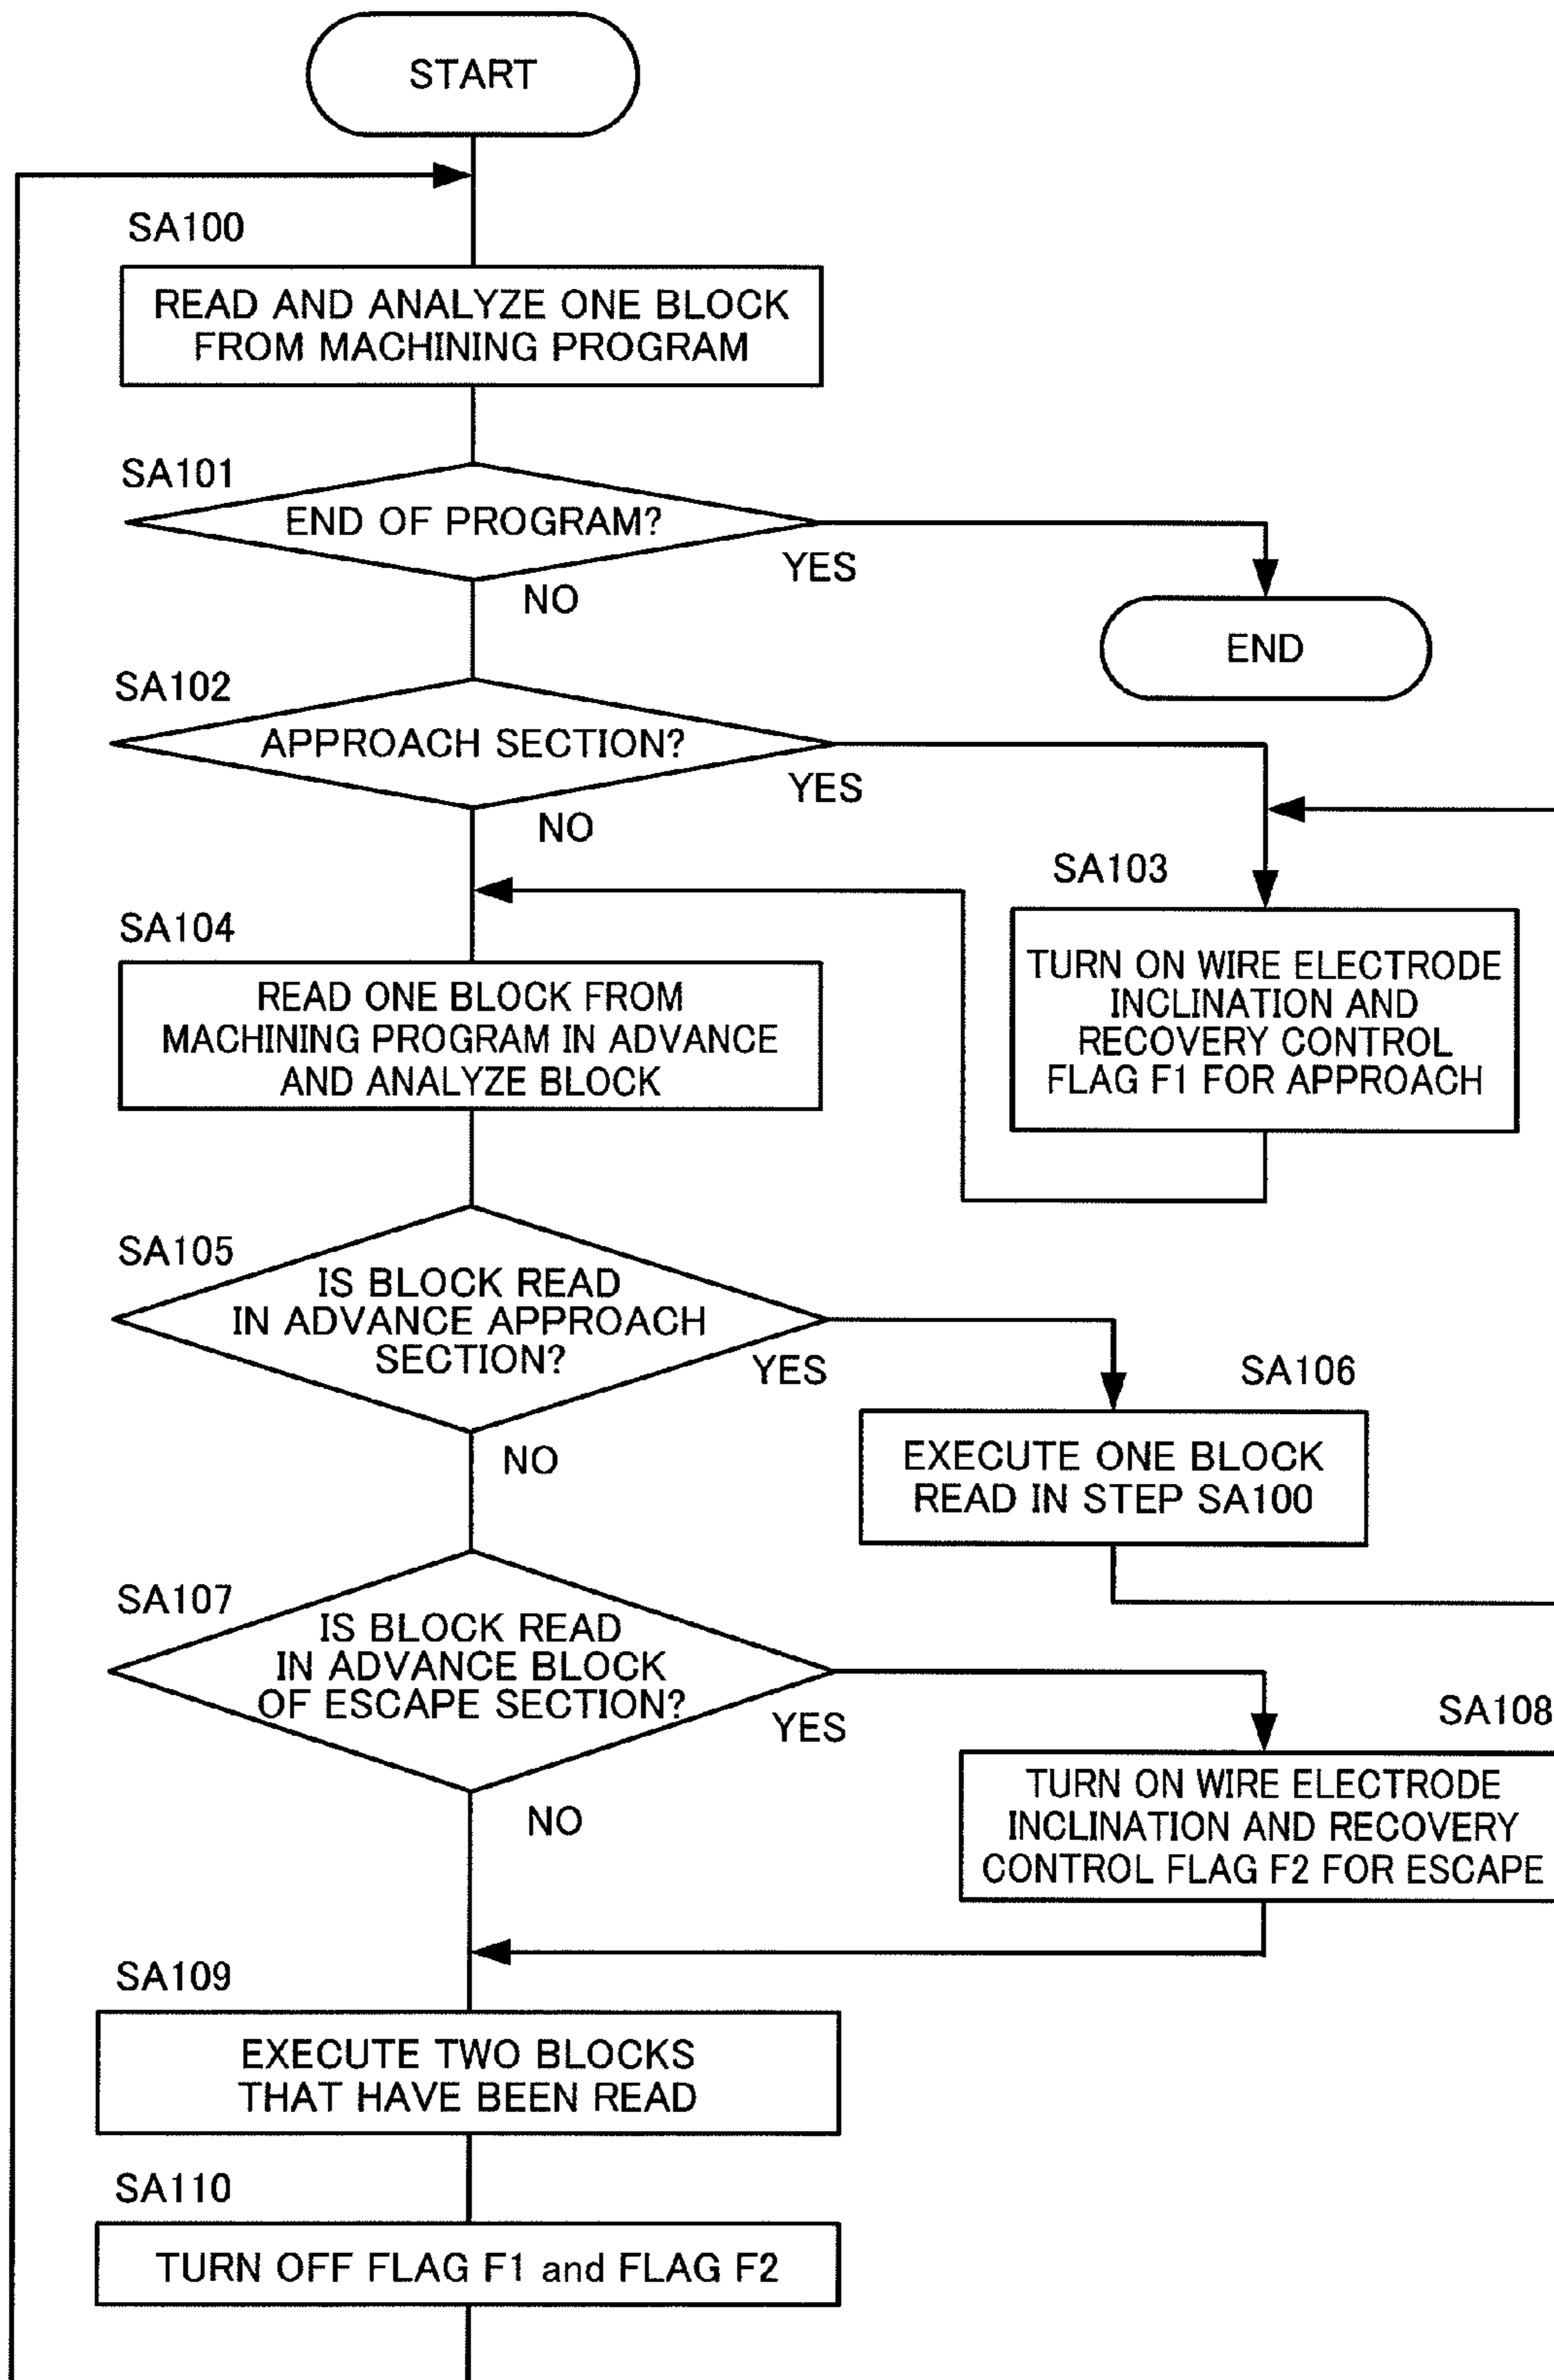 START
SA100
READ AND ANALYZE ONE BLOCK
FROM MACHINING PROGRAM
SA101
END OF PROGRAM?
YES
NO
END
SA102
APPROACH SECTION?
YES
NO
SA103
TURN ON WIRE ELECTRODE
INCLINATION AND
RECOVERY CONTROL
FLAG F1 FOR APPROACH
SA104
READ ONE BLOCK FROM
MACHINING PROGRAM IN ADVANCE
AND ANALYZE BLOCK
SA105
IS BLOCK READ
IN ADVANCE APPROACH
SECTION?
YES
NO
SA106
EXECUTE ONE BLOCK
READ IN STEP SA100
SA107
IS BLOCK READ
IN ADVANCE BLOCK
OF ESCAPE SECTION?
YES
NO
SA108
TURN ON WIRE ELECTRODE
INCLINATION AND RECOVERY
CONTROL FLAG F2 FOR ESCAPE
SA109
EXECUTE TWO BLOCKS
THAT HAVE BEEN READ
SA110
TURN OFF FLAG F1 and FLAG F2